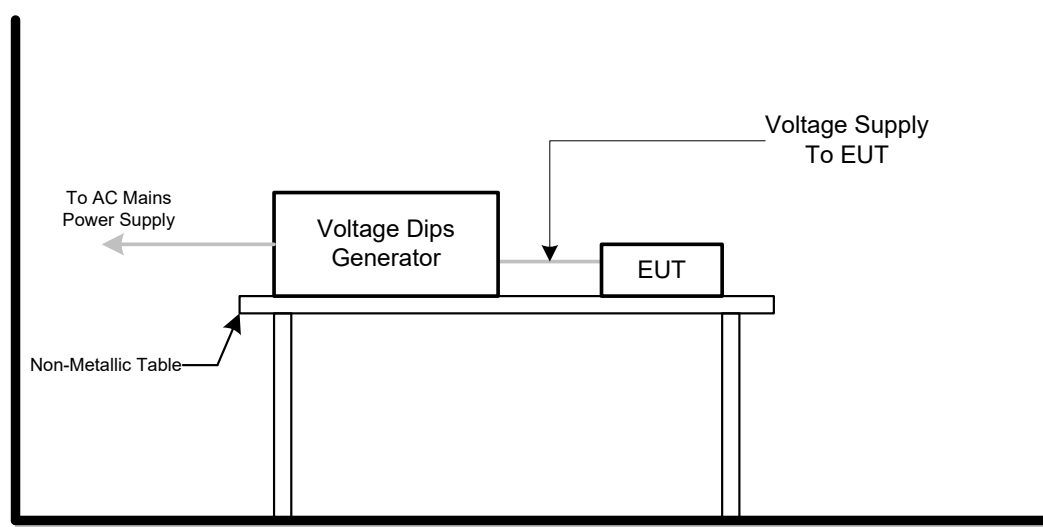 Voltage Supply
To EUT
To AC Mains
Power Supply
Voltage Dips
Generator
EUT
Non-Metallic Table